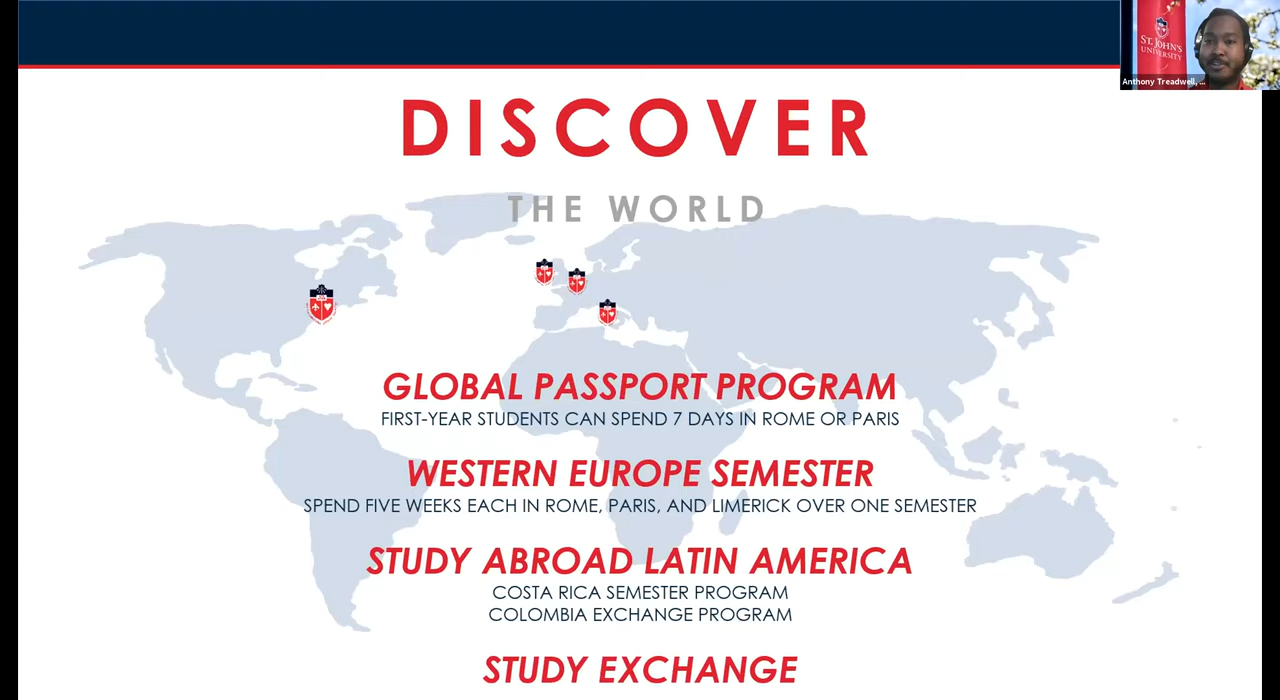 ST. JOHN'S
UNIVERSITY
Anthony Treadwell, ...
DISCOVER
THE WORLD
GLOBAL PASSPORT PROGRAM
FIRST-YEAR STUDENTS CAN SPEND 7 DAYS IN ROME OR PARIS
WESTERN EUROPE SEMESTER
SPEND FIVE WEEKS EACH IN ROME, PARIS, AND LIMERICK OVER ONE SEMESTER
STUDY ABROAD LATIN AMERICA
COSTA RICA SEMESTER PROGRAM
COLOMBIA EXCHANGE PROGRAM
STUDY EXCHANGE